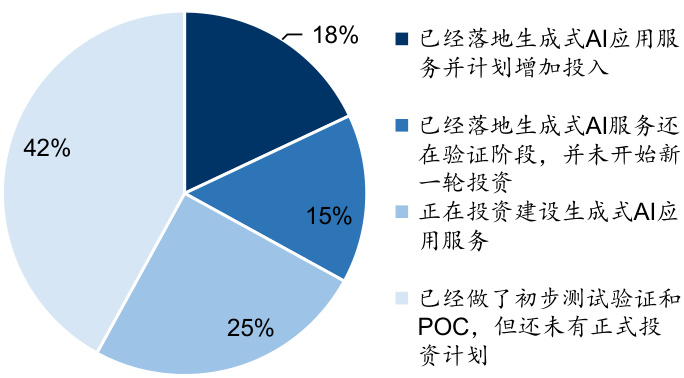 18%
42%
15%
25%
已经落地生成式AI应用服
务并计划增加投入
已经落地生成式AI服务还
在验证阶段，并未开始新
一轮投资
正在投资建设生成式AI应
用服务
已经做了初步测试验证和
POC，但还未有正式投
资计划